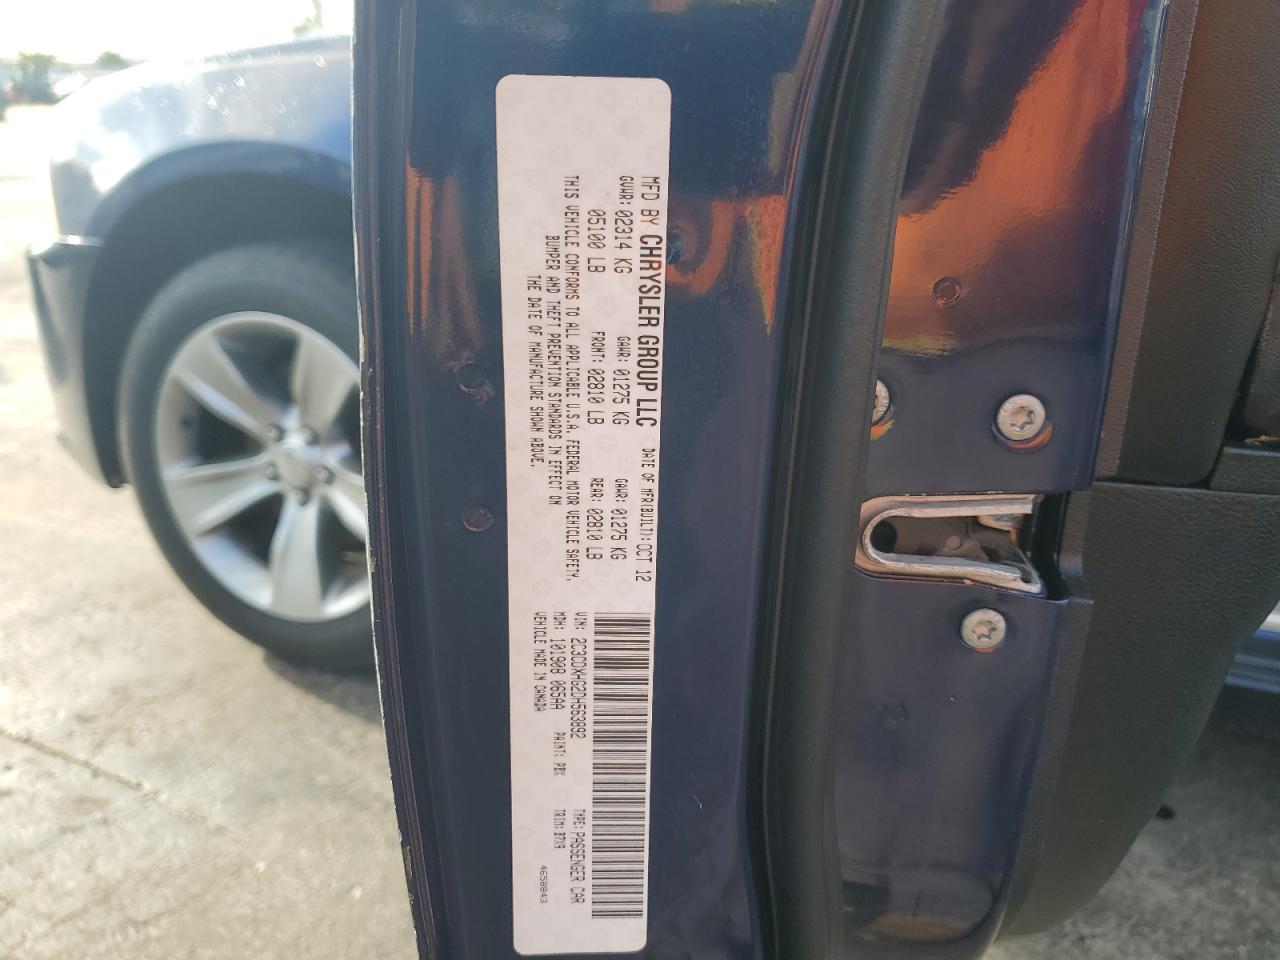 MFD BY CHRYSLER GROUP LLC DATE OF MFR(BUILT): OCT 12
GVWR: 02314 KG GAWR: 01275 KG GAWR: 01275 KG
05100 LB FRONT: 02810 LB REAR: 02810 LB
THIS VEHICLE CONFORMS TO ALL APPLICABLE U.S.A. FEDERAL MOTOR VEHICLE SAFETY,
BUMPER AND THEFT PREVENTION STANDARDS IN EFFECT ON
THE DATE OF MANUFACTURE SHOWN ABOVE.
VIN: 2C3CDXHG2DH563892 TYPE: PASSENGER CAR
MDH: 101908 065AA PAINT: PBX TRIM: B7X9
VEHICLE MADE IN CANADA 4658843